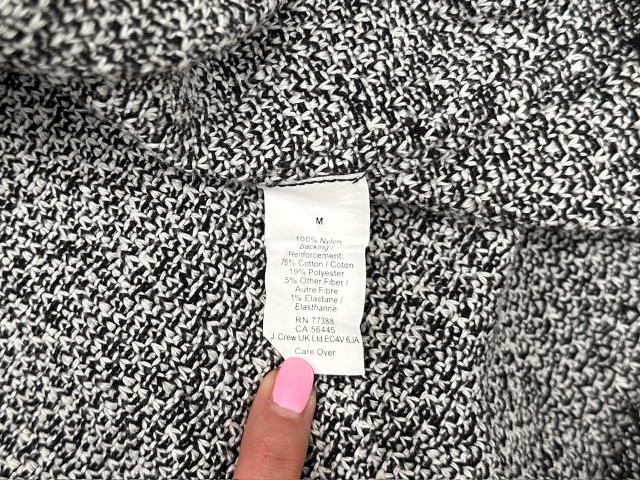 M
100% Nylon
Backing /
Renforcement:
75% Cotton / Coton
19% Polyester
5% Other Fiber /
Autre Fibre
1% Elastane /
Elasthanne
RN 77388
CA 56445
J. Crew UK Ltd EC4V 6JA
Care Over